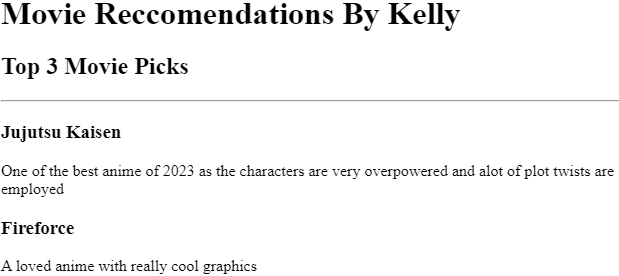 Movie Reccomendations By Kelly
Top 3 Movie Picks
Jujutsu Kaisen
One of the best anime of 2023 as the characters are very overpowered and alot of plot twists are
employed
Fireforce
A loved anime with really cool graphics